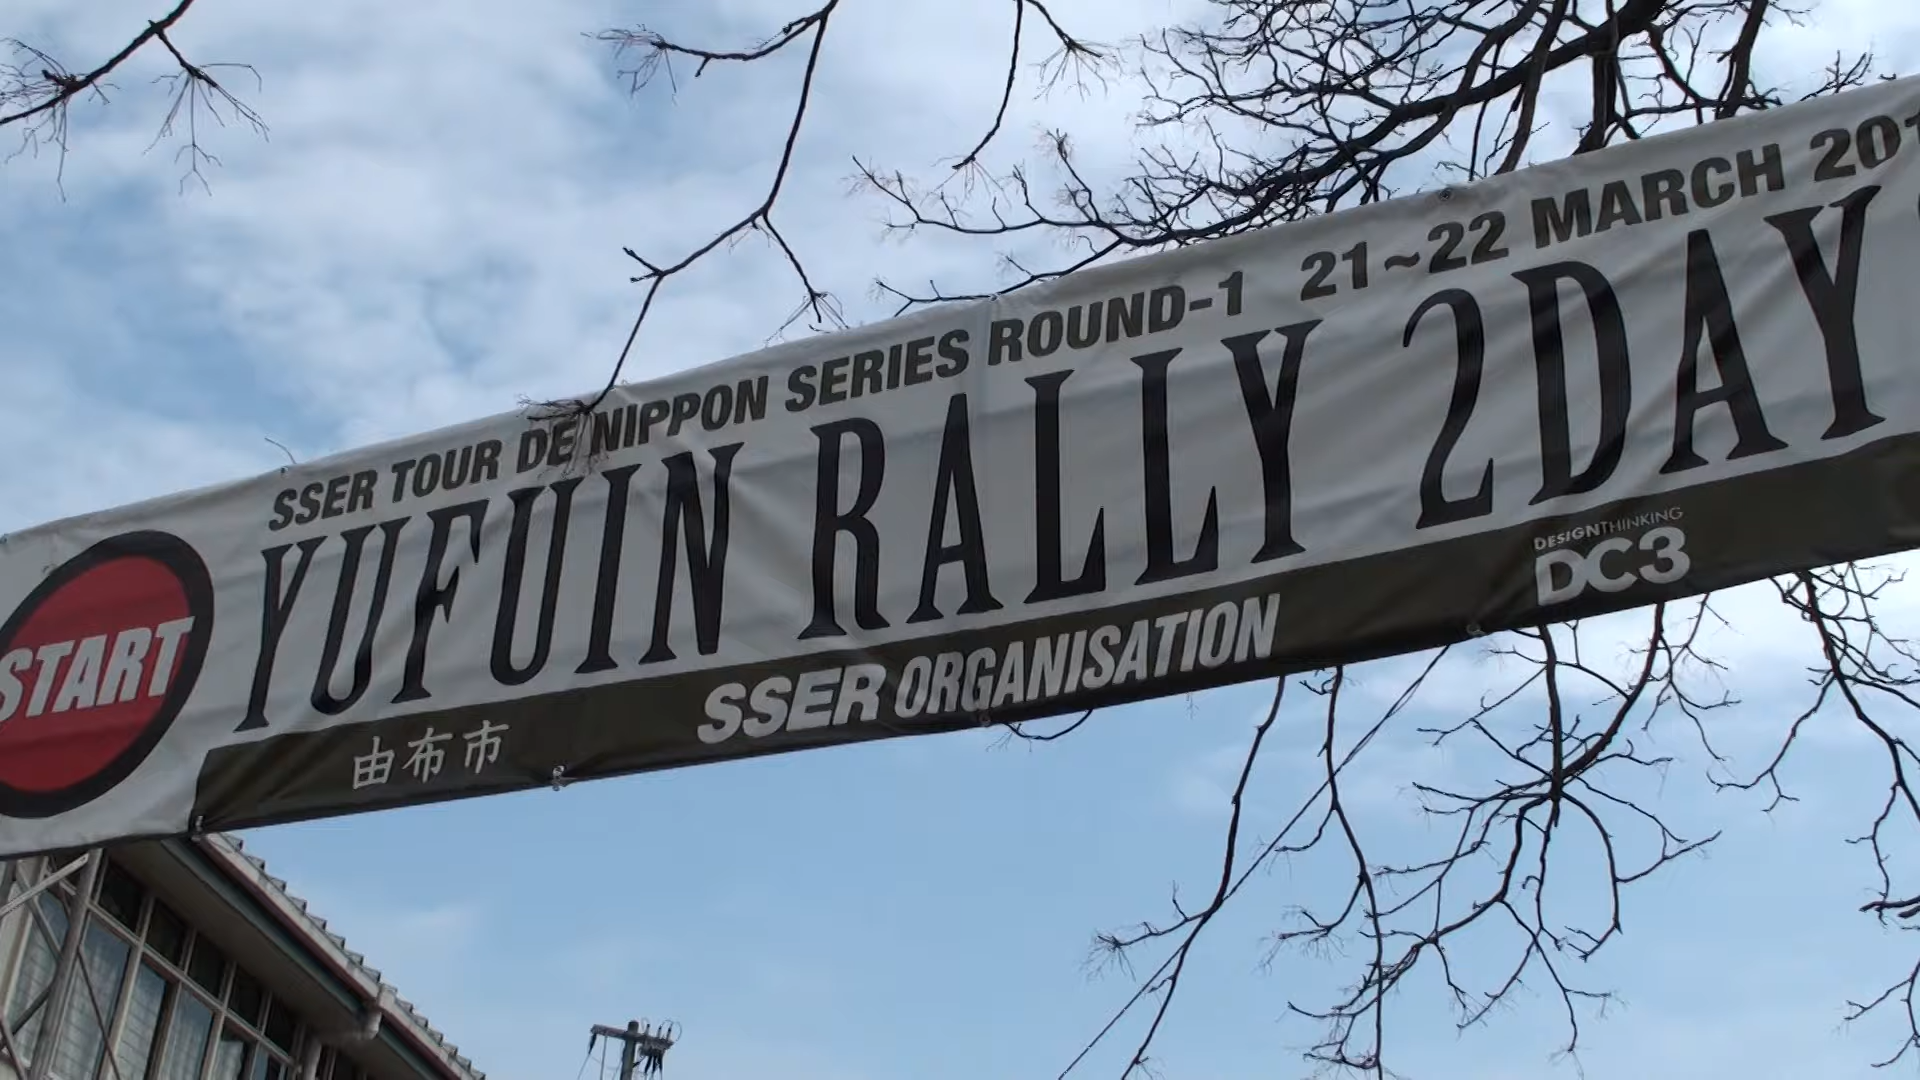 SSER TOUR DE NIPPON SERIES ROUND-1 21~22 MARCH 201
YUFUIN RALLY 2DAY
START
DESIGNTHINKING
DC3
SSER ORGANISATION
由布市